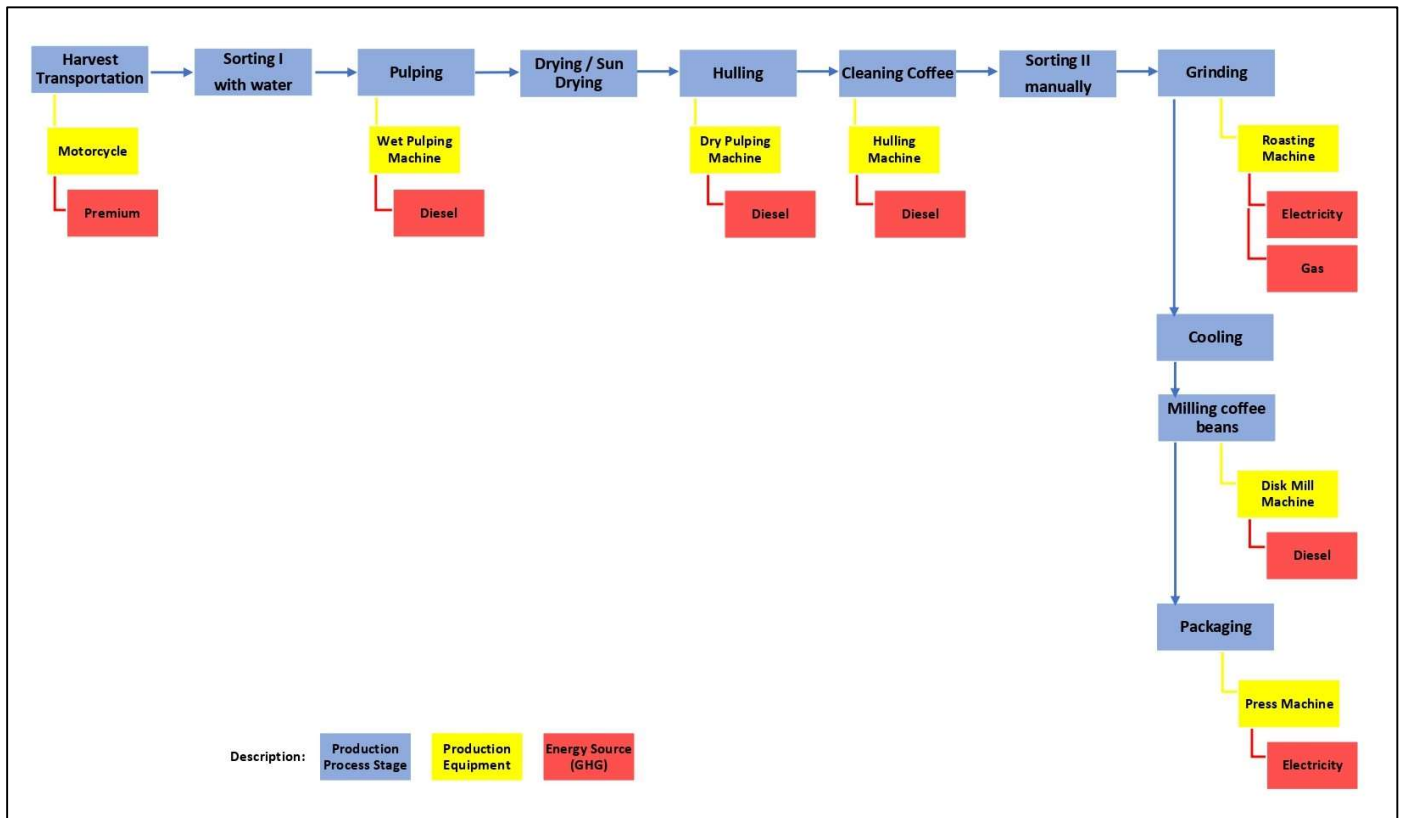 Harvest
Transportation
Sorting I
with water
Pulping
Drying / Sun
Drying
Hulling
Cleaning Coffee
Sorting II
manually
Grinding
Motorcycle
Wet Pulping
Machine
Dry Pulping
Machine
Hulling
Machine
Roasting
Machine
Premium
Diesel
Diesel
Diesel
Electricity
Gas
Cooling
Milling coffee
beans
Disk Mill
Machine
Diesel
Packaging
Press Machine
Electricity
Description:
Production
Process Stage
Production
Equipment
Energy Source
(GHG)